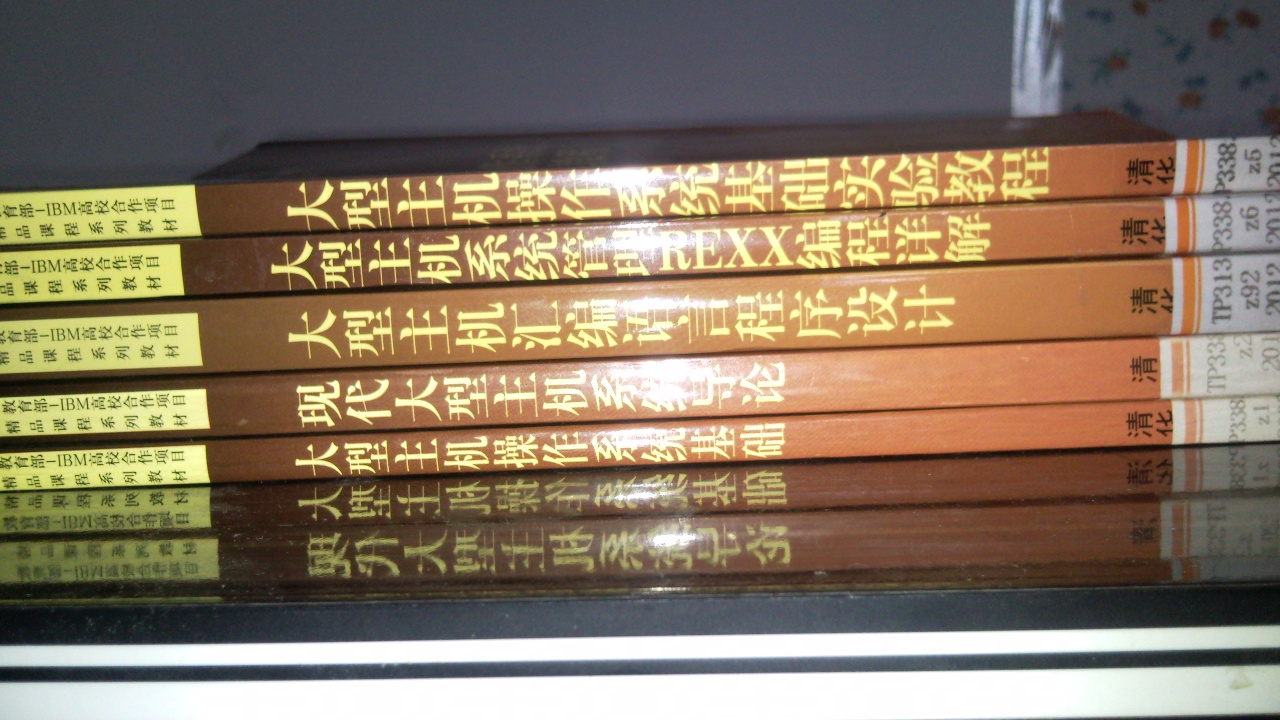 育部-IBM高校合作项目
精品课程系列教材
大型主机操作系统基础实验教程
清华
P338
z5
201
育部-IBM高校合作项目
品课程系列教材
大型主机系统管理REXX编程详解
清华
P338
z6
201
教育部-IBM高校合作项目
精品课程系列教材
大型主机汇编语言程序设计
清华
TP313
z92
2012
教育部-IBM高校合作项目
精品课程系列教材
现代大型主机系统导论
清
TP33
201
教育部-IBM高校合作项目
精品课程系列教材
大型主机操作系统基础
清华
P338
z1